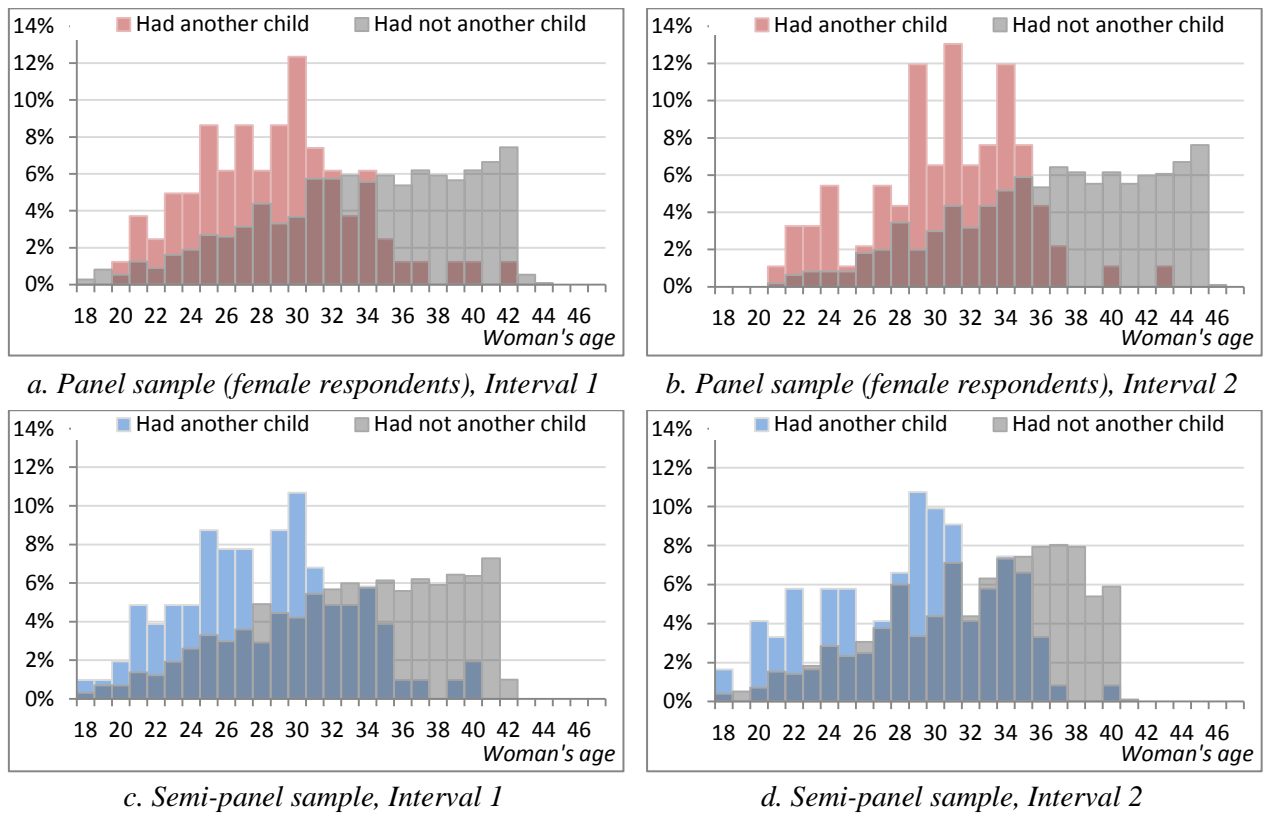 Had another child Had not another child
14%
12%
10%
8%
6%
4%
2%
0%
18 20 22 24 26 28 30 32 34 36 38 40 42 44 46
Woman's age
a. Panel sample (female respondents), Interval 1
Had another child Had not another child
14%
12%
10%
8%
6%
4%
2%
0%
18 20 22 24 26 28 30 32 34 36 38 40 42 44 46
Woman's age
b. Panel sample (female respondents), Interval 2
Had another child Had not another child
14%
12%
10%
8%
6%
4%
2%
0%
18 20 22 24 26 28 30 32 34 36 38 40 42 44 46
Woman's age
c. Semi-panel sample, Interval 1
Had another child Had not another child
14%
12%
10%
8%
6%
4%
2%
0%
18 20 22 24 26 28 30 32 34 36 38 40 42 44 46
Woman's age
d. Semi-panel sample, Interval 2